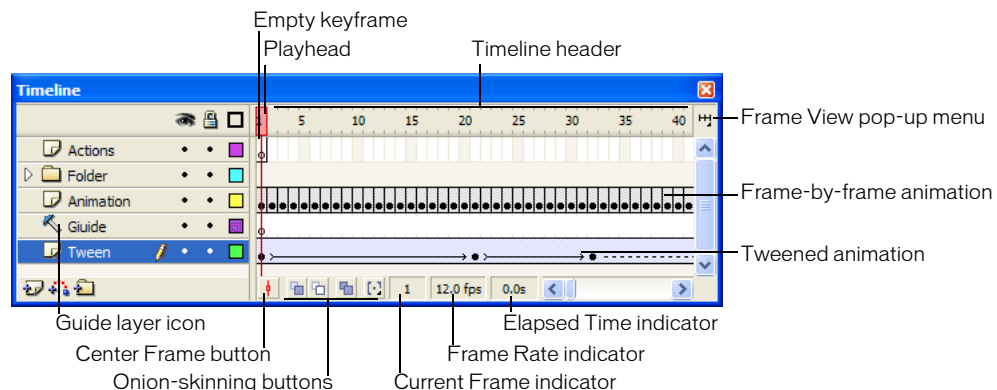 Empty keyframe
Playhead
Timeline header
Timeline
1 5 10 15 20 25 30 35 40
Frame View pop-up menu
Actions
Folder
Animation
Frame-by-frame animation
Giuide
Tween
Tweened animation
1 12.0 fps 0.0s
Guide layer icon
Elapsed Time indicator
Center Frame button
Frame Rate indicator
Onion-skinning buttons
Current Frame indicator